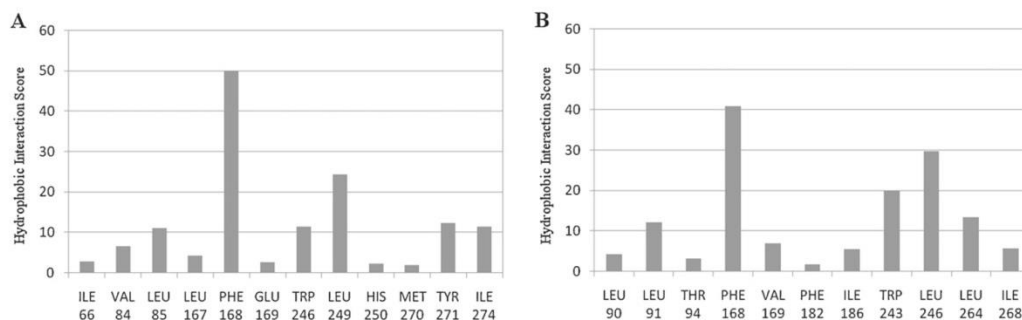 A
Hydrophobic Interaction Score
60
50
40
30
20
10
0
ILE VAL LEU LEU PHE GLU TRP LEU HIS MET TYR ILE
66 84 85 167 168 169 246 249 250 270 271 274
B
Hydrophobic Interaction Score
60
50
40
30
20
10
0
LEU LEU THR PHE VAL PHE ILE TRP LEU LEU ILE
90 91 94 168 169 182 186 243 246 264 268